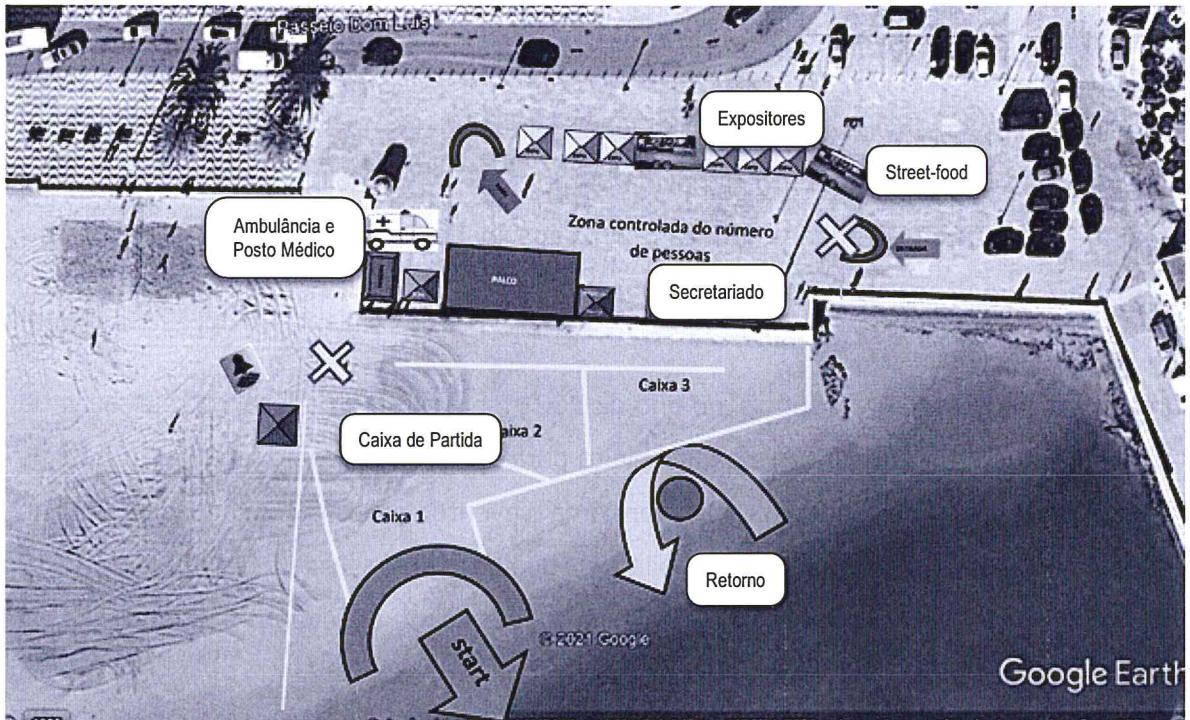 Passeio Dom Luís I
Expositores
Street-food
Ambulância e
Posto Médico
Zona controlada do número
de pessoas
ENTRADA
PALCO
Secretariado
Caixa 3
Caixa de Partida
aixa 2
Caixa 1
Retorno
start
© 2021 Google
Google Earth